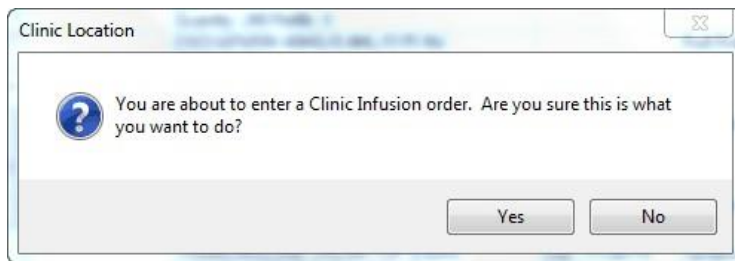 Clinic Location
You are about to enter a Clinic Infusion order.  Are you sure this is what
you want to do?
Yes
No